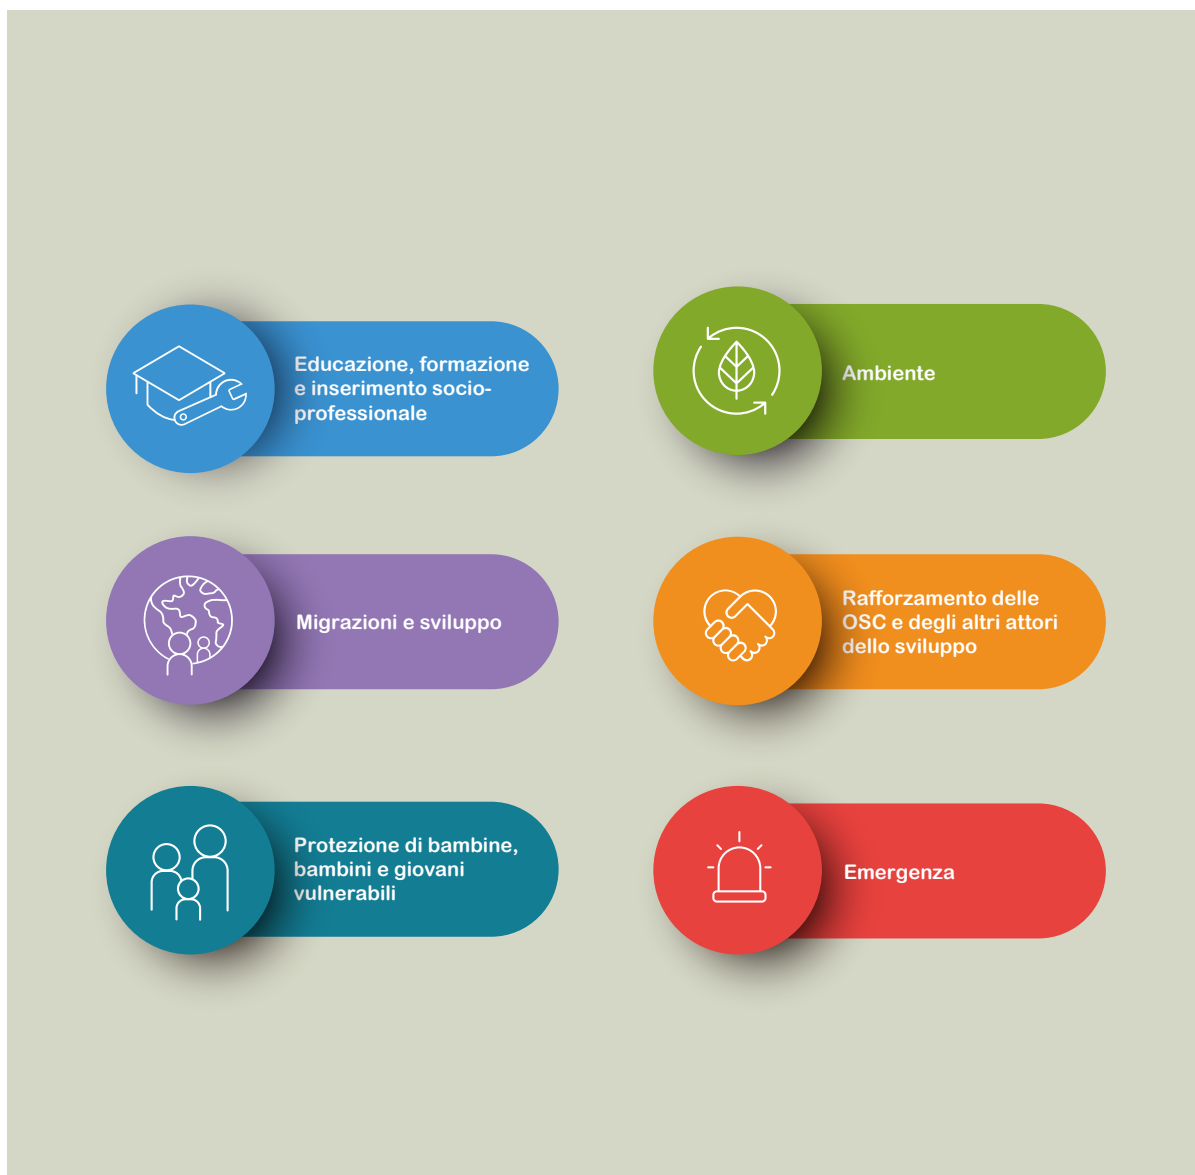 Educazione, formazione
e inserimento socio-
professionale
Ambiente
Migrazioni e sviluppo
Rafforzamento delle
OSC e degli altri attori
dello sviluppo
Protezione di bambine,
bambini e giovani
vulnerabili
Emergenza